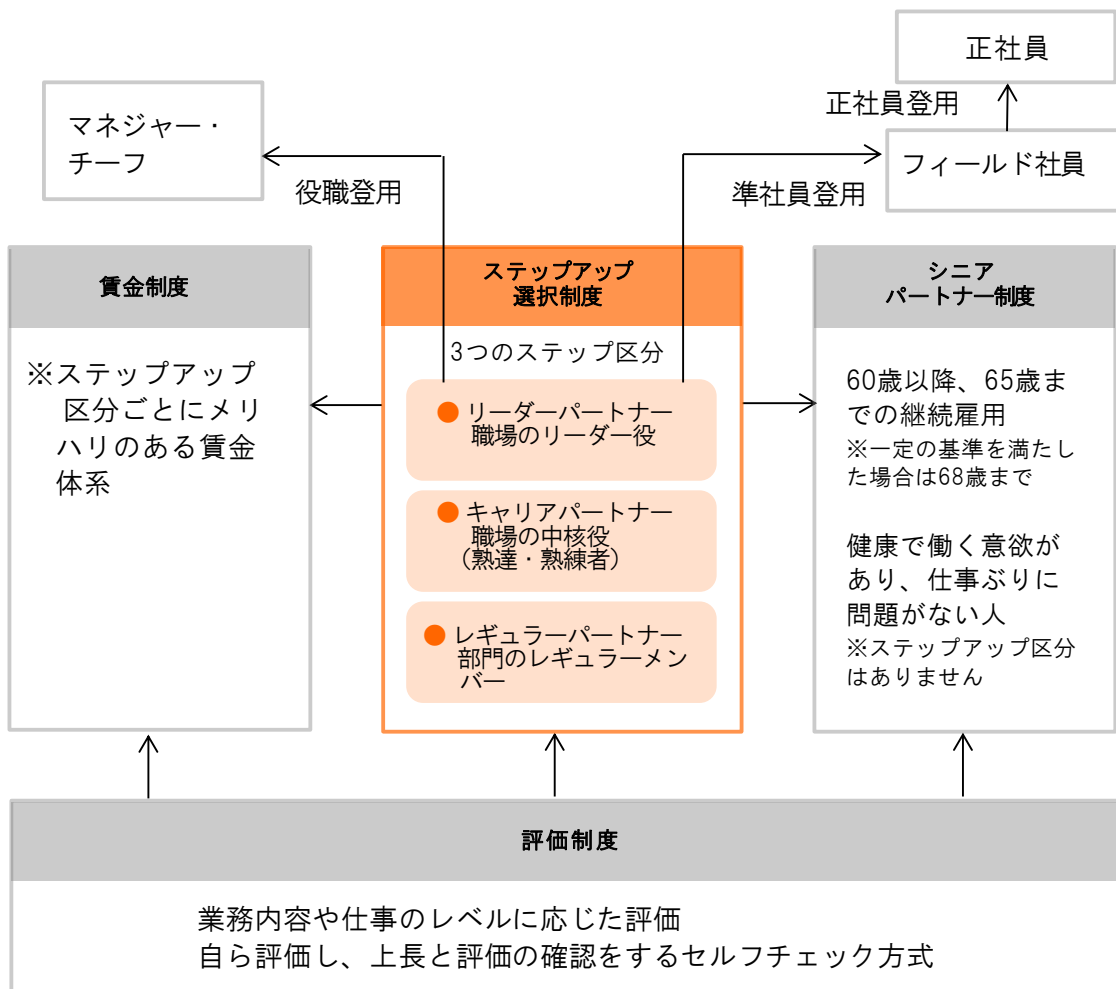 正社員
正社員登用
マネジャー・
チーフ
フィールド社員
役職登用
準社員登用
賃金制度
※ステップアップ
区分ごとにメリ
ハリのある賃金
体系
ステップアップ
選択制度
3つのステップ区分
● リーダーパートナー
職場のリーダー役
● キャリアパートナー
職場の中核役
(熟達・熟練者)
● レギュラーパートナー
部門のレギュラーメン
バー
シニア
パートナー制度
60歳以降、65歳ま
での継続雇用
※一定の基準を満たし
た場合は68歳まで
健康で働く意欲が
あり、仕事ぶりに
問題がない人
※ステップアップ区分
はありません
評価制度
業務内容や仕事のレベルに応じた評価
自ら評価し、上長と評価の確認をするセルフチェック方式